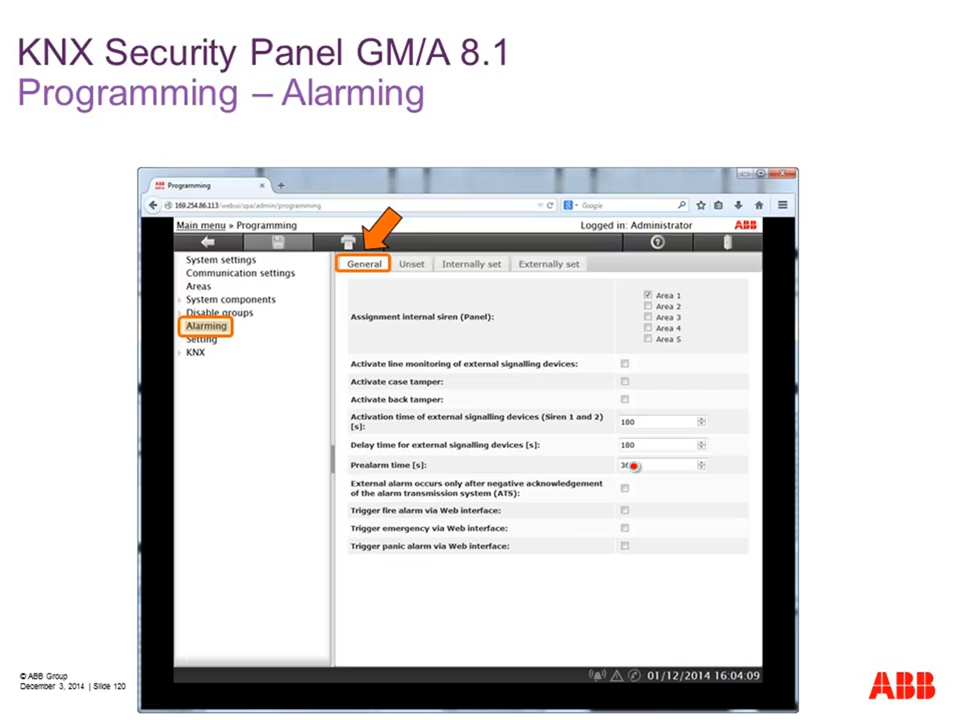 KNX Security Panel GM/A 8.1
Programming – Alarming
ABB Programming
169.254.86.113/webui/spa/admin/programming
Google
Main menu » Programming
Logged in: Administrator
ABB
System settings
Communication settings
Areas
System components
Disable groups
Alarming
Setting
KNX
General
Unset
Internally set
Externally set
Assignment internal siren (Panel):
Area 1
Area 2
Area 3
Area 4
Area 5
Activate line monitoring of external signalling devices:
Activate case tamper:
Activate back tamper:
Activation time of external signalling devices (Siren 1 and 2)
[s]:
180
Delay time for external signalling devices [s]:
180
Prealarm time [s]:
External alarm occurs only after negative acknowledgement
of the alarm transmission system (ATS):
Trigger fire alarm via Web interface:
Trigger emergency via Web interface:
Trigger panic alarm via Web interface:
01/12/2014 16:04:09
© ABB Group
December 3, 2014 | Slide 120
ABB